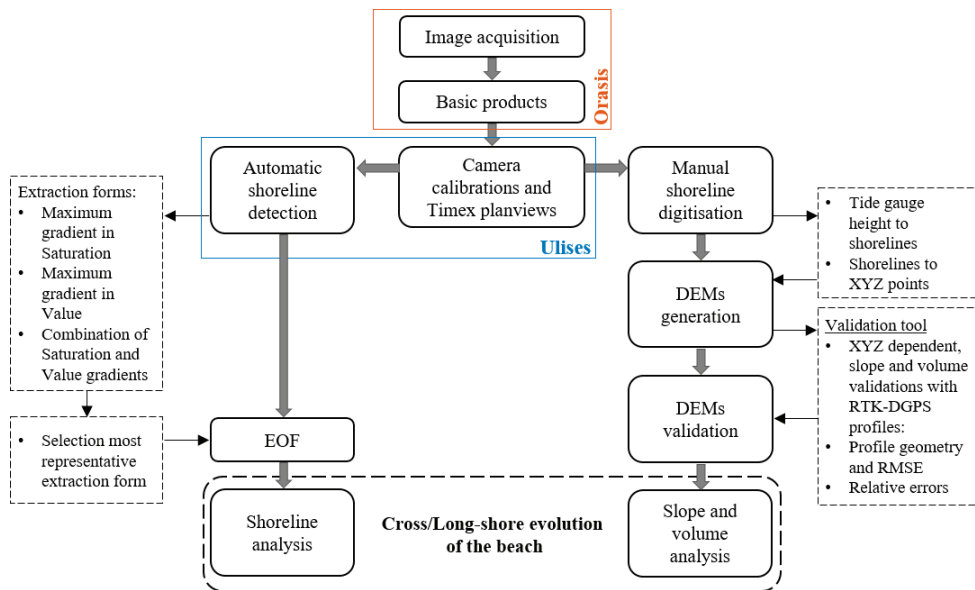 Image acquisition
Basic products
Orasis
Automatic
shoreline
detection
Camera
calibrations and
Timex planviews
Manual
shoreline
digitisation
Ulises
Extraction forms:
• Maximum
gradient in
Saturation
• Maximum
gradient in
Value
• Combination of
Saturation and
Value gradients
• Tide gauge
height to
shorelines
• Shorelines to
XYZ points
DEMs
generation
Validation tool
• XYZ dependent,
slope and volume
validations with
RTK-DGPS
profiles:
• Profile geometry
and RMSE
• Relative errors
DEMs
validation
• Selection most
representative
extraction form
EOF
Shoreline
analysis
Cross/Long-shore evolution
of the beach
Slope and
volume
analysis